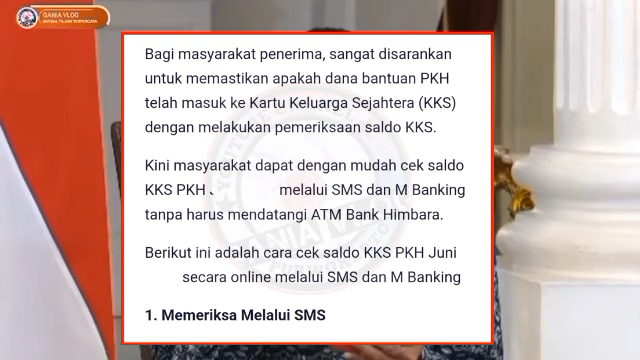 GANIA VLOG
Bagi masyarakat penerima, sangat disarankan
untuk memastikan apakah dana bantuan PKH
telah masuk ke Kartu Keluarga Sejahtera (KKS)
dengan melakukan pemeriksaan saldo KKS.
Kini masyarakat dapat dengan mudah cek saldo
KKS PKH melalui SMS dan M Banking
tanpa harus mendatangi ATM Bank Himbara.
Berikut ini adalah cara cek saldo KKS PKH Juni
secara online melalui SMS dan M Banking
1. Memeriksa Melalui SMS